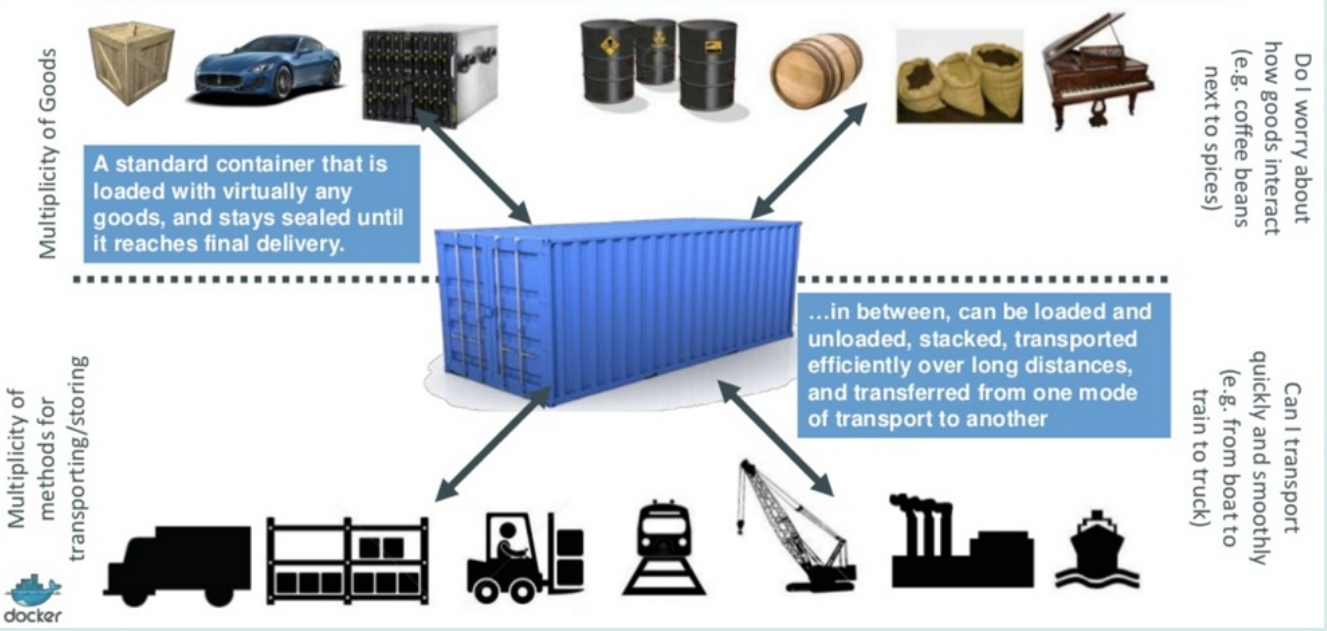 Multiplicity of Goods
A standard container that is
loaded with virtually any
goods, and stays sealed until
it reaches final delivery.
Do I worry about
how goods interact
(e.g. coffee beans
next to spices)
Multiplicity of
methods for
transporting/storing
…in between, can be loaded and
unloaded, stacked, transported
efficiently over long distances,
and transferred from one mode
of transport to another
Can I transport
quickly and smoothly
(e.g. from boat to
train to truck)
docker